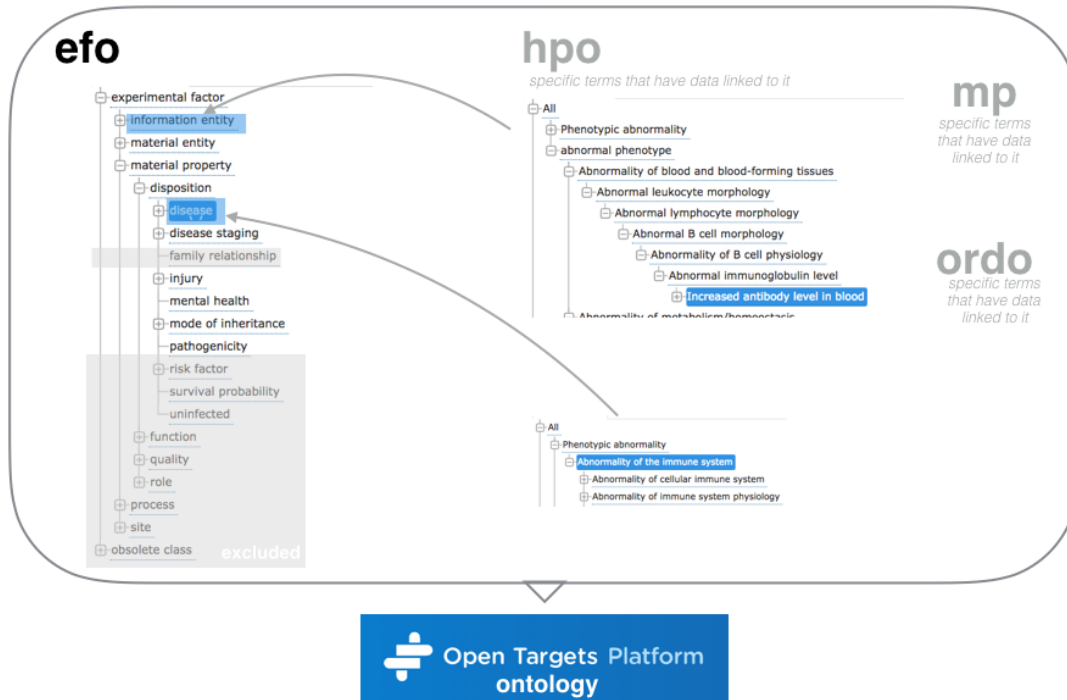 efo
experimental factor
information entity
material entity
material property
disposition
disease
disease staging
family relationship
injury
mental health
mode of inheritance
pathogenicity
risk factor
survival probability
uninfected
function
quality
role
process
site
obsolete class
excluded
hpo
specific terms that have data linked to it
All
Phenotypic abnormality
abnormal phenotype
Abnormality of blood and blood-forming tissues
Abnormal leukocyte morphology
Abnormal lymphocyte morphology
Abnormal B cell morphology
Abnormality of B cell physiology
Abnormal immunoglobulin level
Increased antibody level in blood
Abnormality of metabolism/homeostasis
mp
specific terms
that have data
linked to it
ordo
specific terms
that have data
linked to it
All
Phenotypic abnormality
Abnormality of the immune system
Abnormality of cellular immune system
Abnormality of immune system physiology
Open Targets Platform
ontology